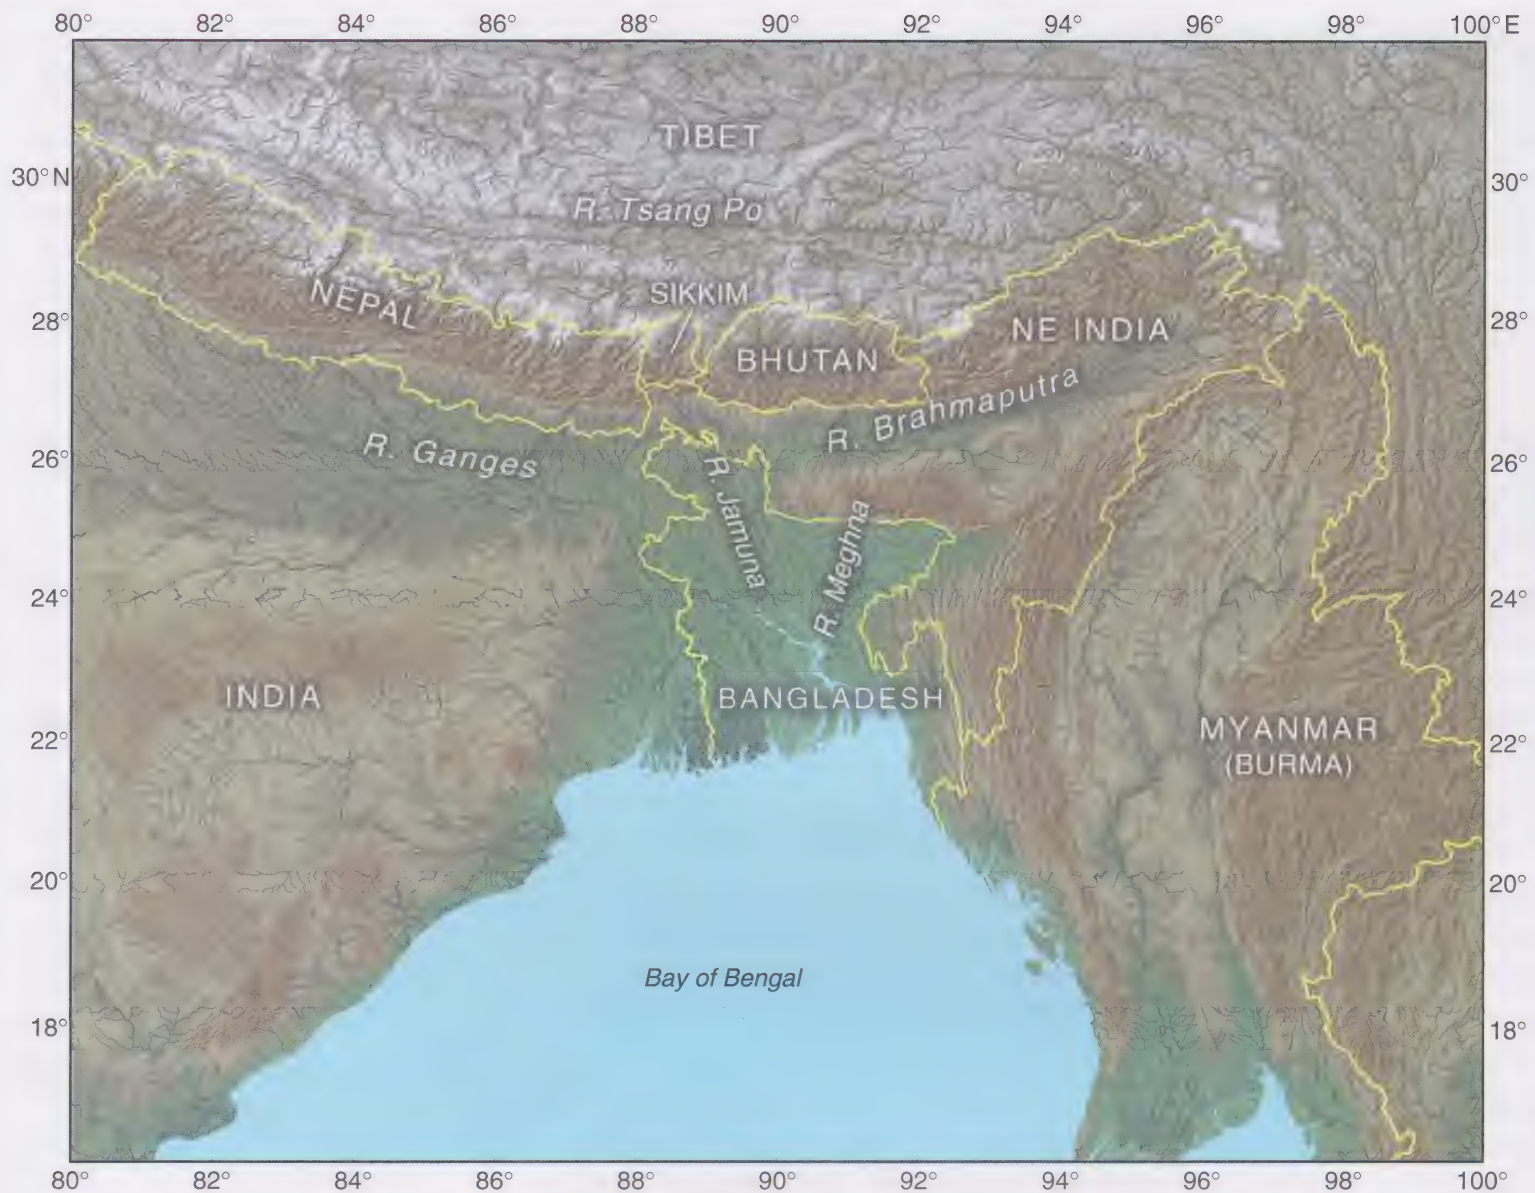 80° 82° 84° 86° 88° 90° 92° 94° 96° 98° 100°E
TIBET
30°N 30°
R. Tsang Po
SIKKIM
NEPAL
28° 28°
NE INDIA
BHUTAN
R. Brahmaputra
R. Ganges
26° 26°
R. Jamuna
R. Meghna
24° 24°
INDIA
BANGLADESH
MYANMAR
(BURMA)
22° 22°
20° 20°
Bay of Bengal
18° 18°
80° 82° 84° 86° 88° 90° 92° 94° 96° 98° 100°